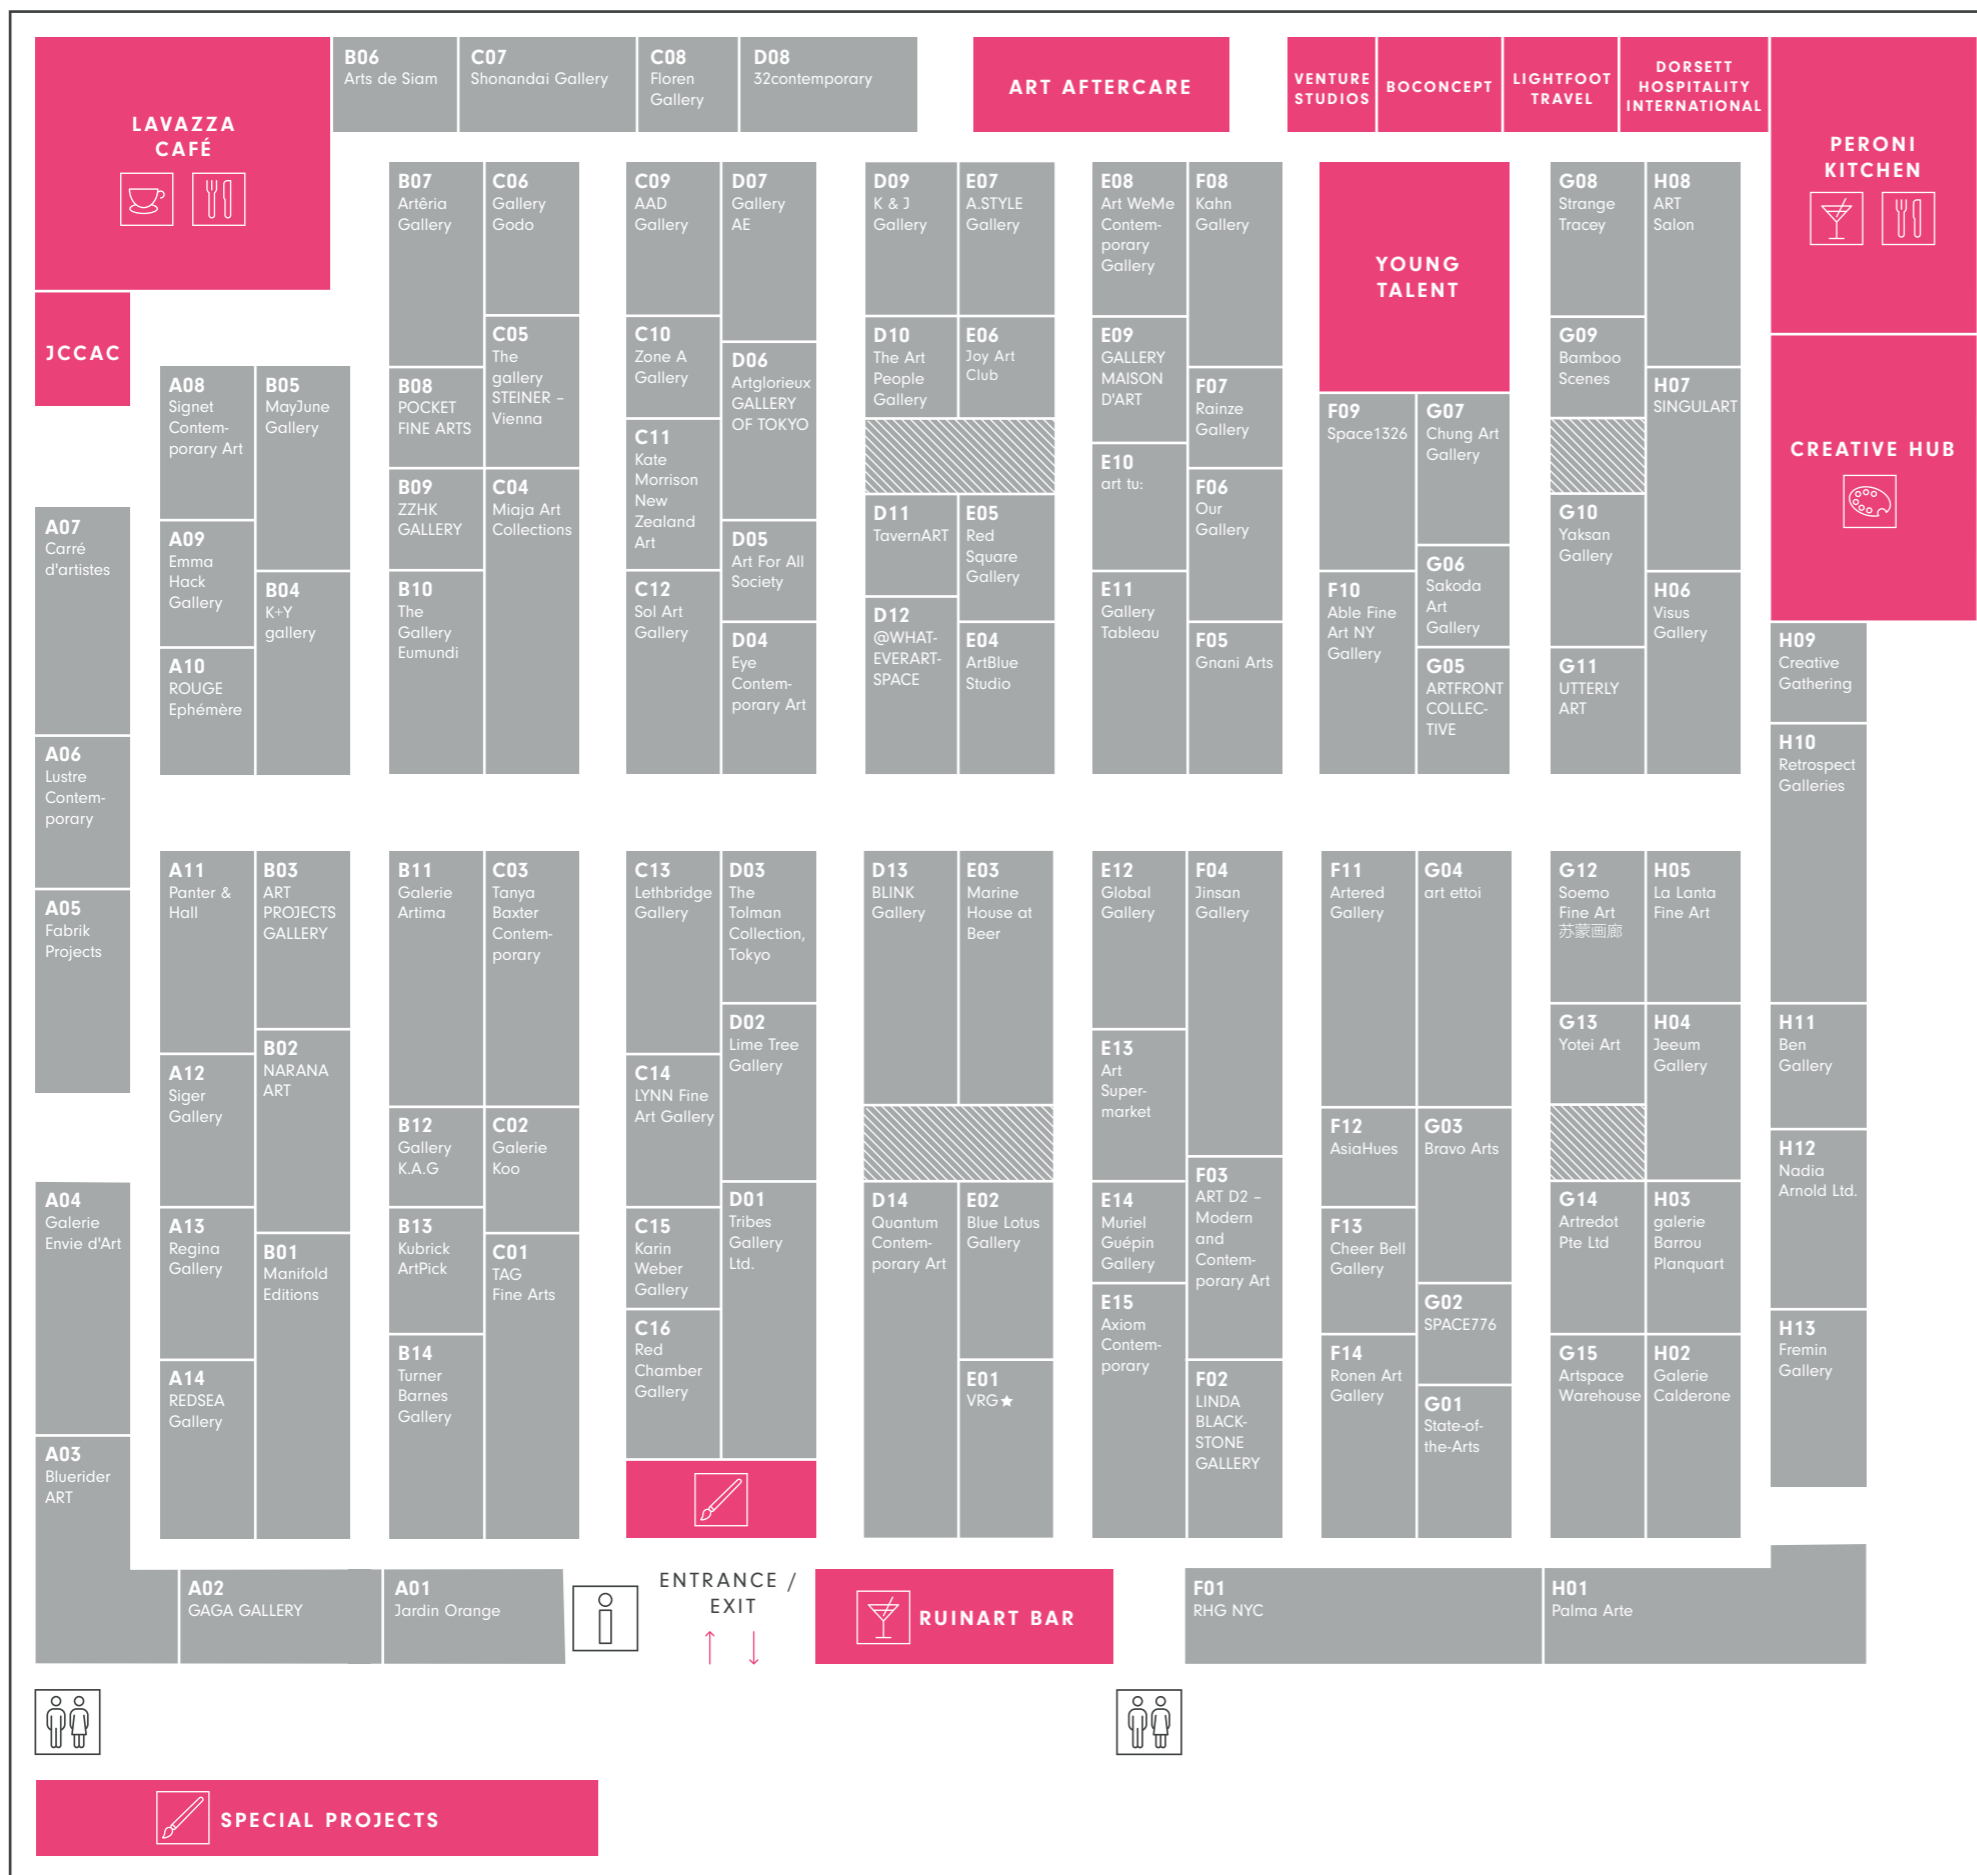 LAVAZZA
CAFÉ
B06
Arts de Siam
C07
Shonandai Gallery
C08
Floren
Gallery
D08
32contemporary
ART AFTERCARE
VENTURE
STUDIOS
BOCONCEPT
LIGHTFOOT
TRAVEL
DORSETT
HOSPITALITY
INTERNATIONAL
PERONI
KITCHEN
JCCAC
B07
Artêria
Gallery
C06
Gallery
Godo
C09
AAD
Gallery
D07
Gallery
AE
D09
K & J
Gallery
E07
A.STYLE
Gallery
E08
Art WeMe
Contem-
porary
Gallery
F08
Kahn
Gallery
YOUNG
TALENT
G08
Strange
Tracey
H08
ART
Salon
C05
The
gallery
STEINER –
Vienna
C10
Zone A
Gallery
D06
Artglorieux
GALLERY
OF TOKYO
D10
The Art
People
Gallery
E06
Joy Art
Club
E09
GALLERY
MAISON
D'ART
F07
Rainze
Gallery
G09
Bamboo
Scenes
H07
SINGULART
CREATIVE HUB
A08
Signet
Contem-
porary Art
B05
MayJune
Gallery
B08
POCKET
FINE ARTS
C11
Kate
Morrison
New
Zealand
Art
F09
Space1326
G07
Chung Art
Gallery
E10
art tu:
F06
Our
Gallery
A07
Carré
d'artistes
A09
Emma
Hack
Gallery
B09
ZZHK
GALLERY
C04
Miaja Art
Collections
D05
Art For All
Society
D11
TavernART
E05
Red
Square
Gallery
G10
Yaksan
Gallery
B04
K+Y
gallery
B10
The
Gallery
Eumundi
C12
Sol Art
Gallery
D04
Eye
Contem-
porary Art
D12
@WHAT-
EVERART-
SPACE
E04
ArtBlue
Studio
E11
Gallery
Tableau
F05
Gnani Arts
F10
Able Fine
Art NY
Gallery
G06
Sakoda
Art
Gallery
G05
ARTFRONT
COLLEC-
TIVE
G11
UTTERLY
ART
H06
Visus
Gallery
H09
Creative
Gathering
A10
ROUGE
Ephémère
A06
Lustre
Contem-
porary
H10
Retrospect
Galleries
A05
Fabrik
Projects
A11
Panter &
Hall
B03
ART
PROJECTS
GALLERY
B11
Galerie
Artima
C03
Tanya
Baxter
Contem-
porary
C13
Lethbridge
Gallery
D03
The
Tolman
Collection,
Tokyo
D13
BLINK
Gallery
E03
Marine
House at
Beer
E12
Global
Gallery
F04
Jinsan
Gallery
F11
Artered
Gallery
G04
art ettoi
G12
Soemo
Fine Art
苏蒙画廊
H05
La Lanta
Fine Art
A12
Siger
Gallery
B02
NARANA
ART
C14
LYNN Fine
Art Gallery
D02
Lime Tree
Gallery
E13
Art
Super-
market
G13
Yotei Art
H04
Jeeum
Gallery
H11
Ben
Gallery
B12
Gallery
K.A.G
C02
Galerie
Koo
F12
AsiaHues
G03
Bravo Arts
H12
Nadia
Arnold Ltd.
A04
Galerie
Envie d'Art
A13
Regina
Gallery
B01
Manifold
Editions
B13
Kubrick
ArtPick
C01
TAG
Fine Arts
C15
Karin
Weber
Gallery
D01
Tribes
Gallery
Ltd.
D14
Quantum
Contem-
porary Art
E02
Blue Lotus
Gallery
E14
Muriel
Guépin
Gallery
F03
ART D2 –
Modern
and
Contem-
porary Art
F13
Cheer Bell
Gallery
G02
SPACE776
G14
Artredot
Pte Ltd
H03
galerie
Barrou
Planquart
H13
Fremin
Gallery
A14
REDSEA
Gallery
B14
Turner
Barnes
Gallery
C16
Red
Chamber
Gallery
E01
VRG★
E15
Axiom
Contem-
porary
F02
LINDA
BLACK-
STONE
GALLERY
F14
Ronen Art
Gallery
G01
State-of-
the-Arts
G15
Artspace
Warehouse
H02
Galerie
Calderone
A03
Bluerider
ART
A02
GAGA GALLERY
A01
Jardin Orange
ENTRANCE /
EXIT
RUINART BAR
F01
RHG NYC
H01
Palma Arte
SPECIAL PROJECTS